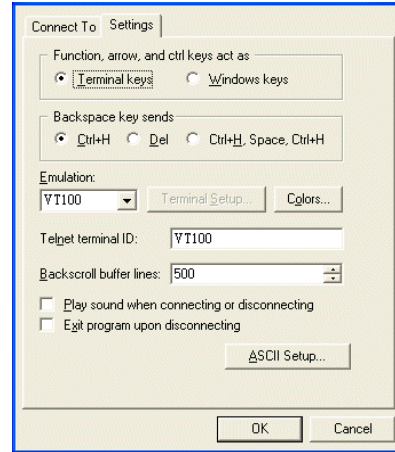 Connect To Settings
Function, arrow, and ctrl keys act as
Terminal keys Windows keys
Backspace key sends
Ctrl+H Del Ctrl+H, Space, Ctrl+H
Emulation:
VT100 Terminal Setup... Colors...
Telnet terminal ID: VT100
Backscroll buffer lines: 500
Play sound when connecting or disconnecting
Exit program upon disconnecting
ASCII Setup...
OK Cancel